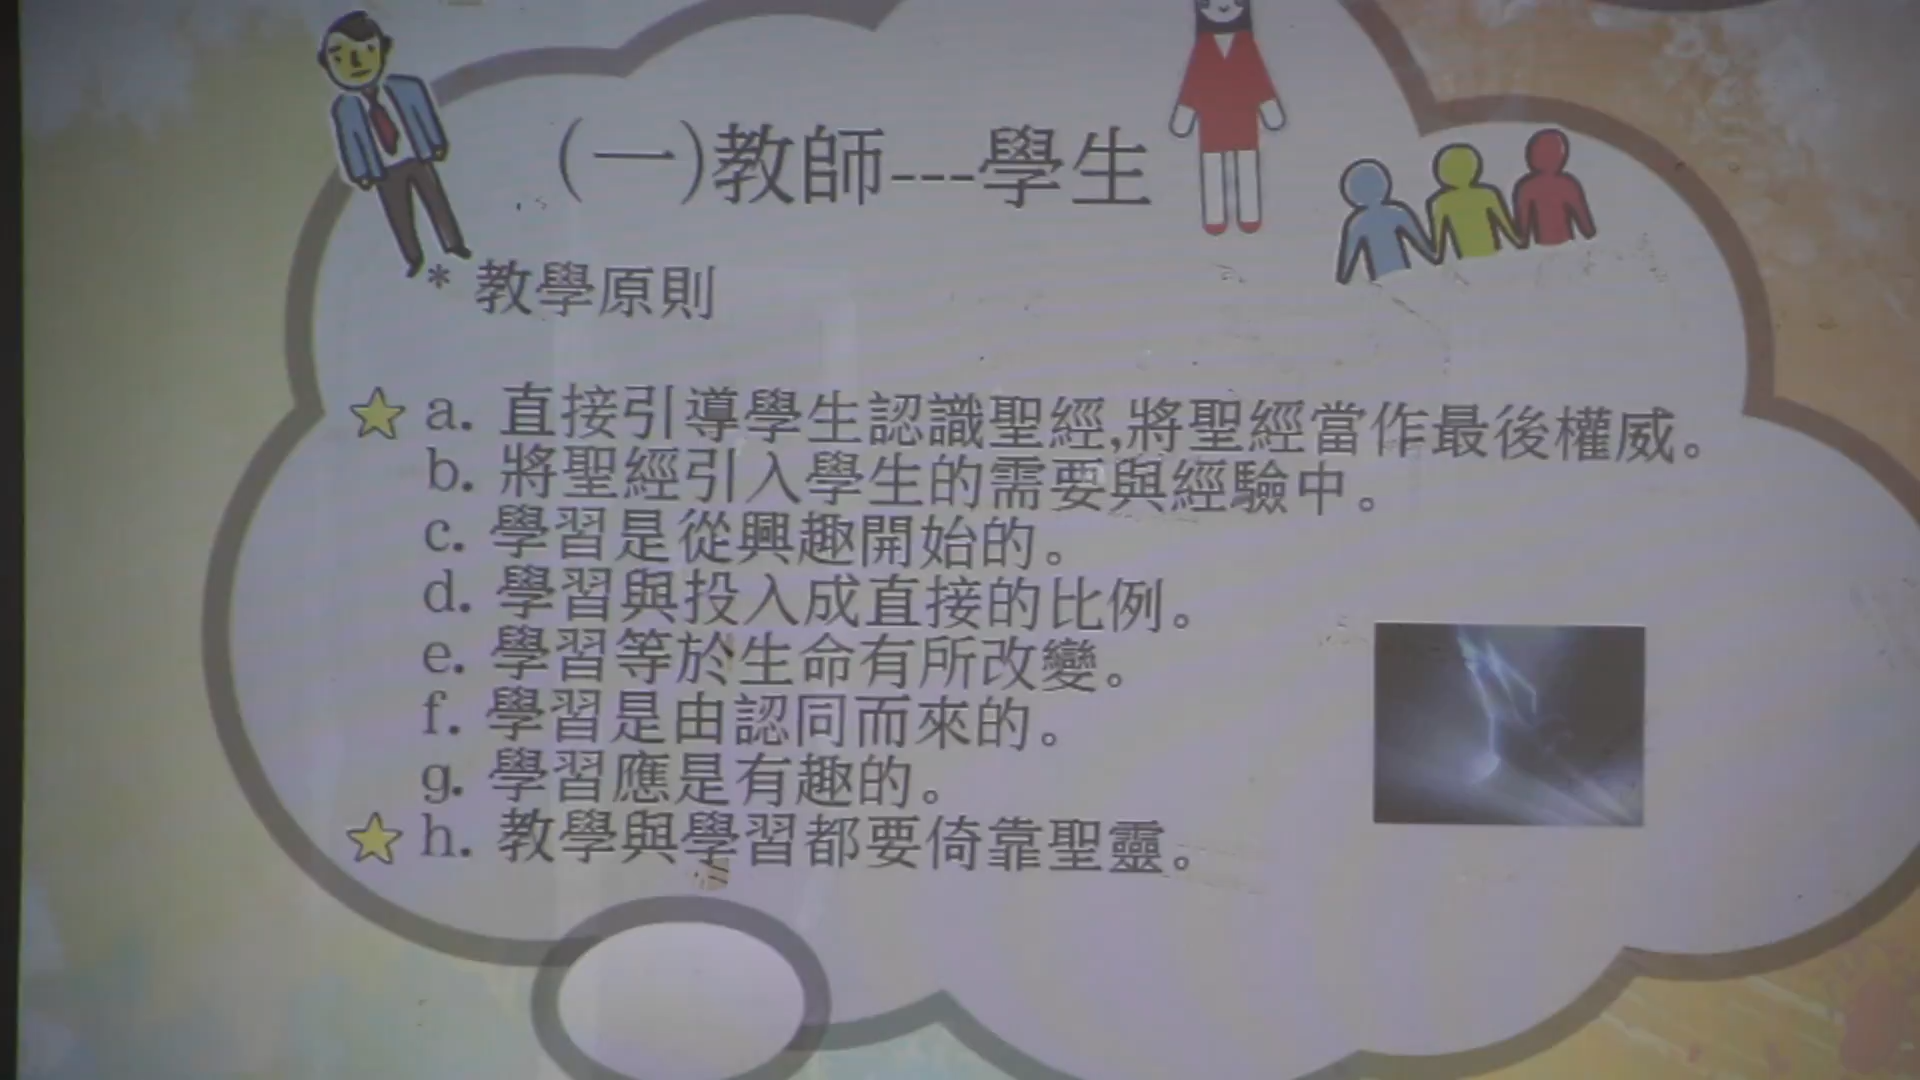 (一)教師---學生
* 教學原則
a. 直接引導學生認識聖經,將聖經當作最後權威。
b. 將聖經引入學生的需要與經驗中。
c. 學習是從興趣開始的。
d. 學習與投入成直接的比例。
e. 學習等於生命有所改變。
f. 學習是由認同而來的。
g. 學習應是有趣的。
h. 教學與學習都要倚靠聖靈。